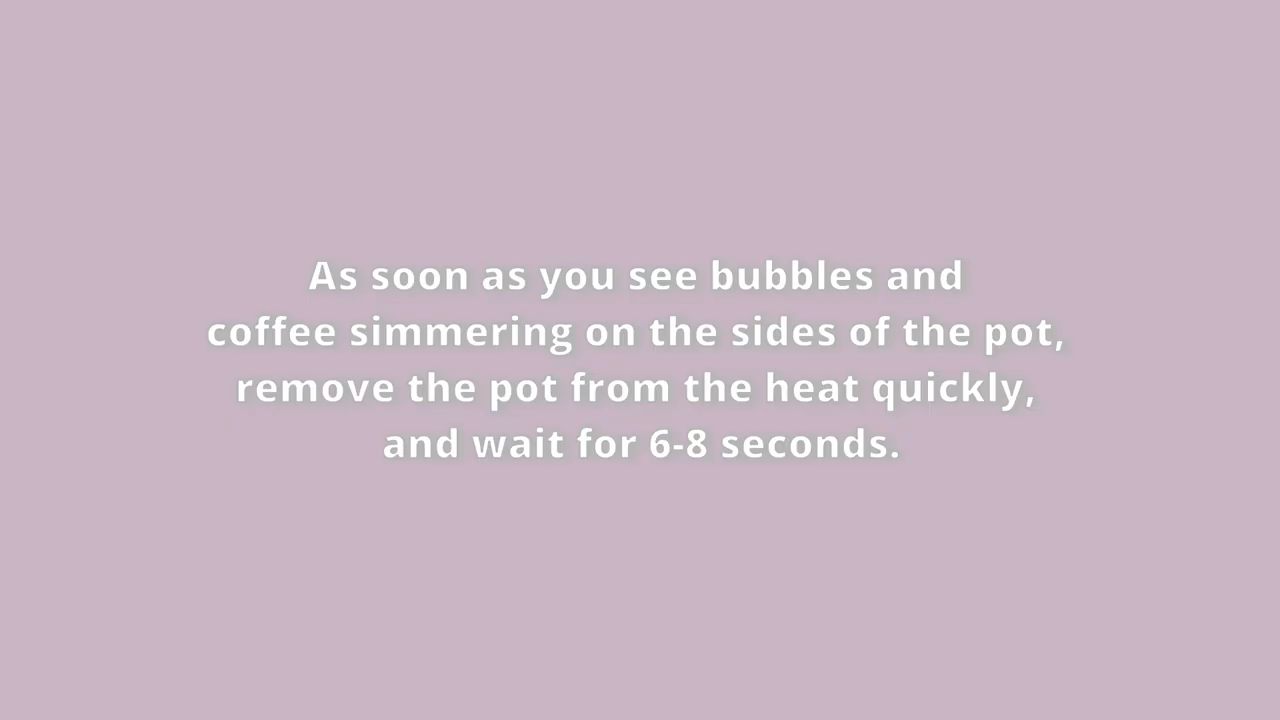 As soon as you see bubbles and
coffee simmering on the sides of the pot,
remove the pot from the heat quickly,
and wait for 6-8 seconds.